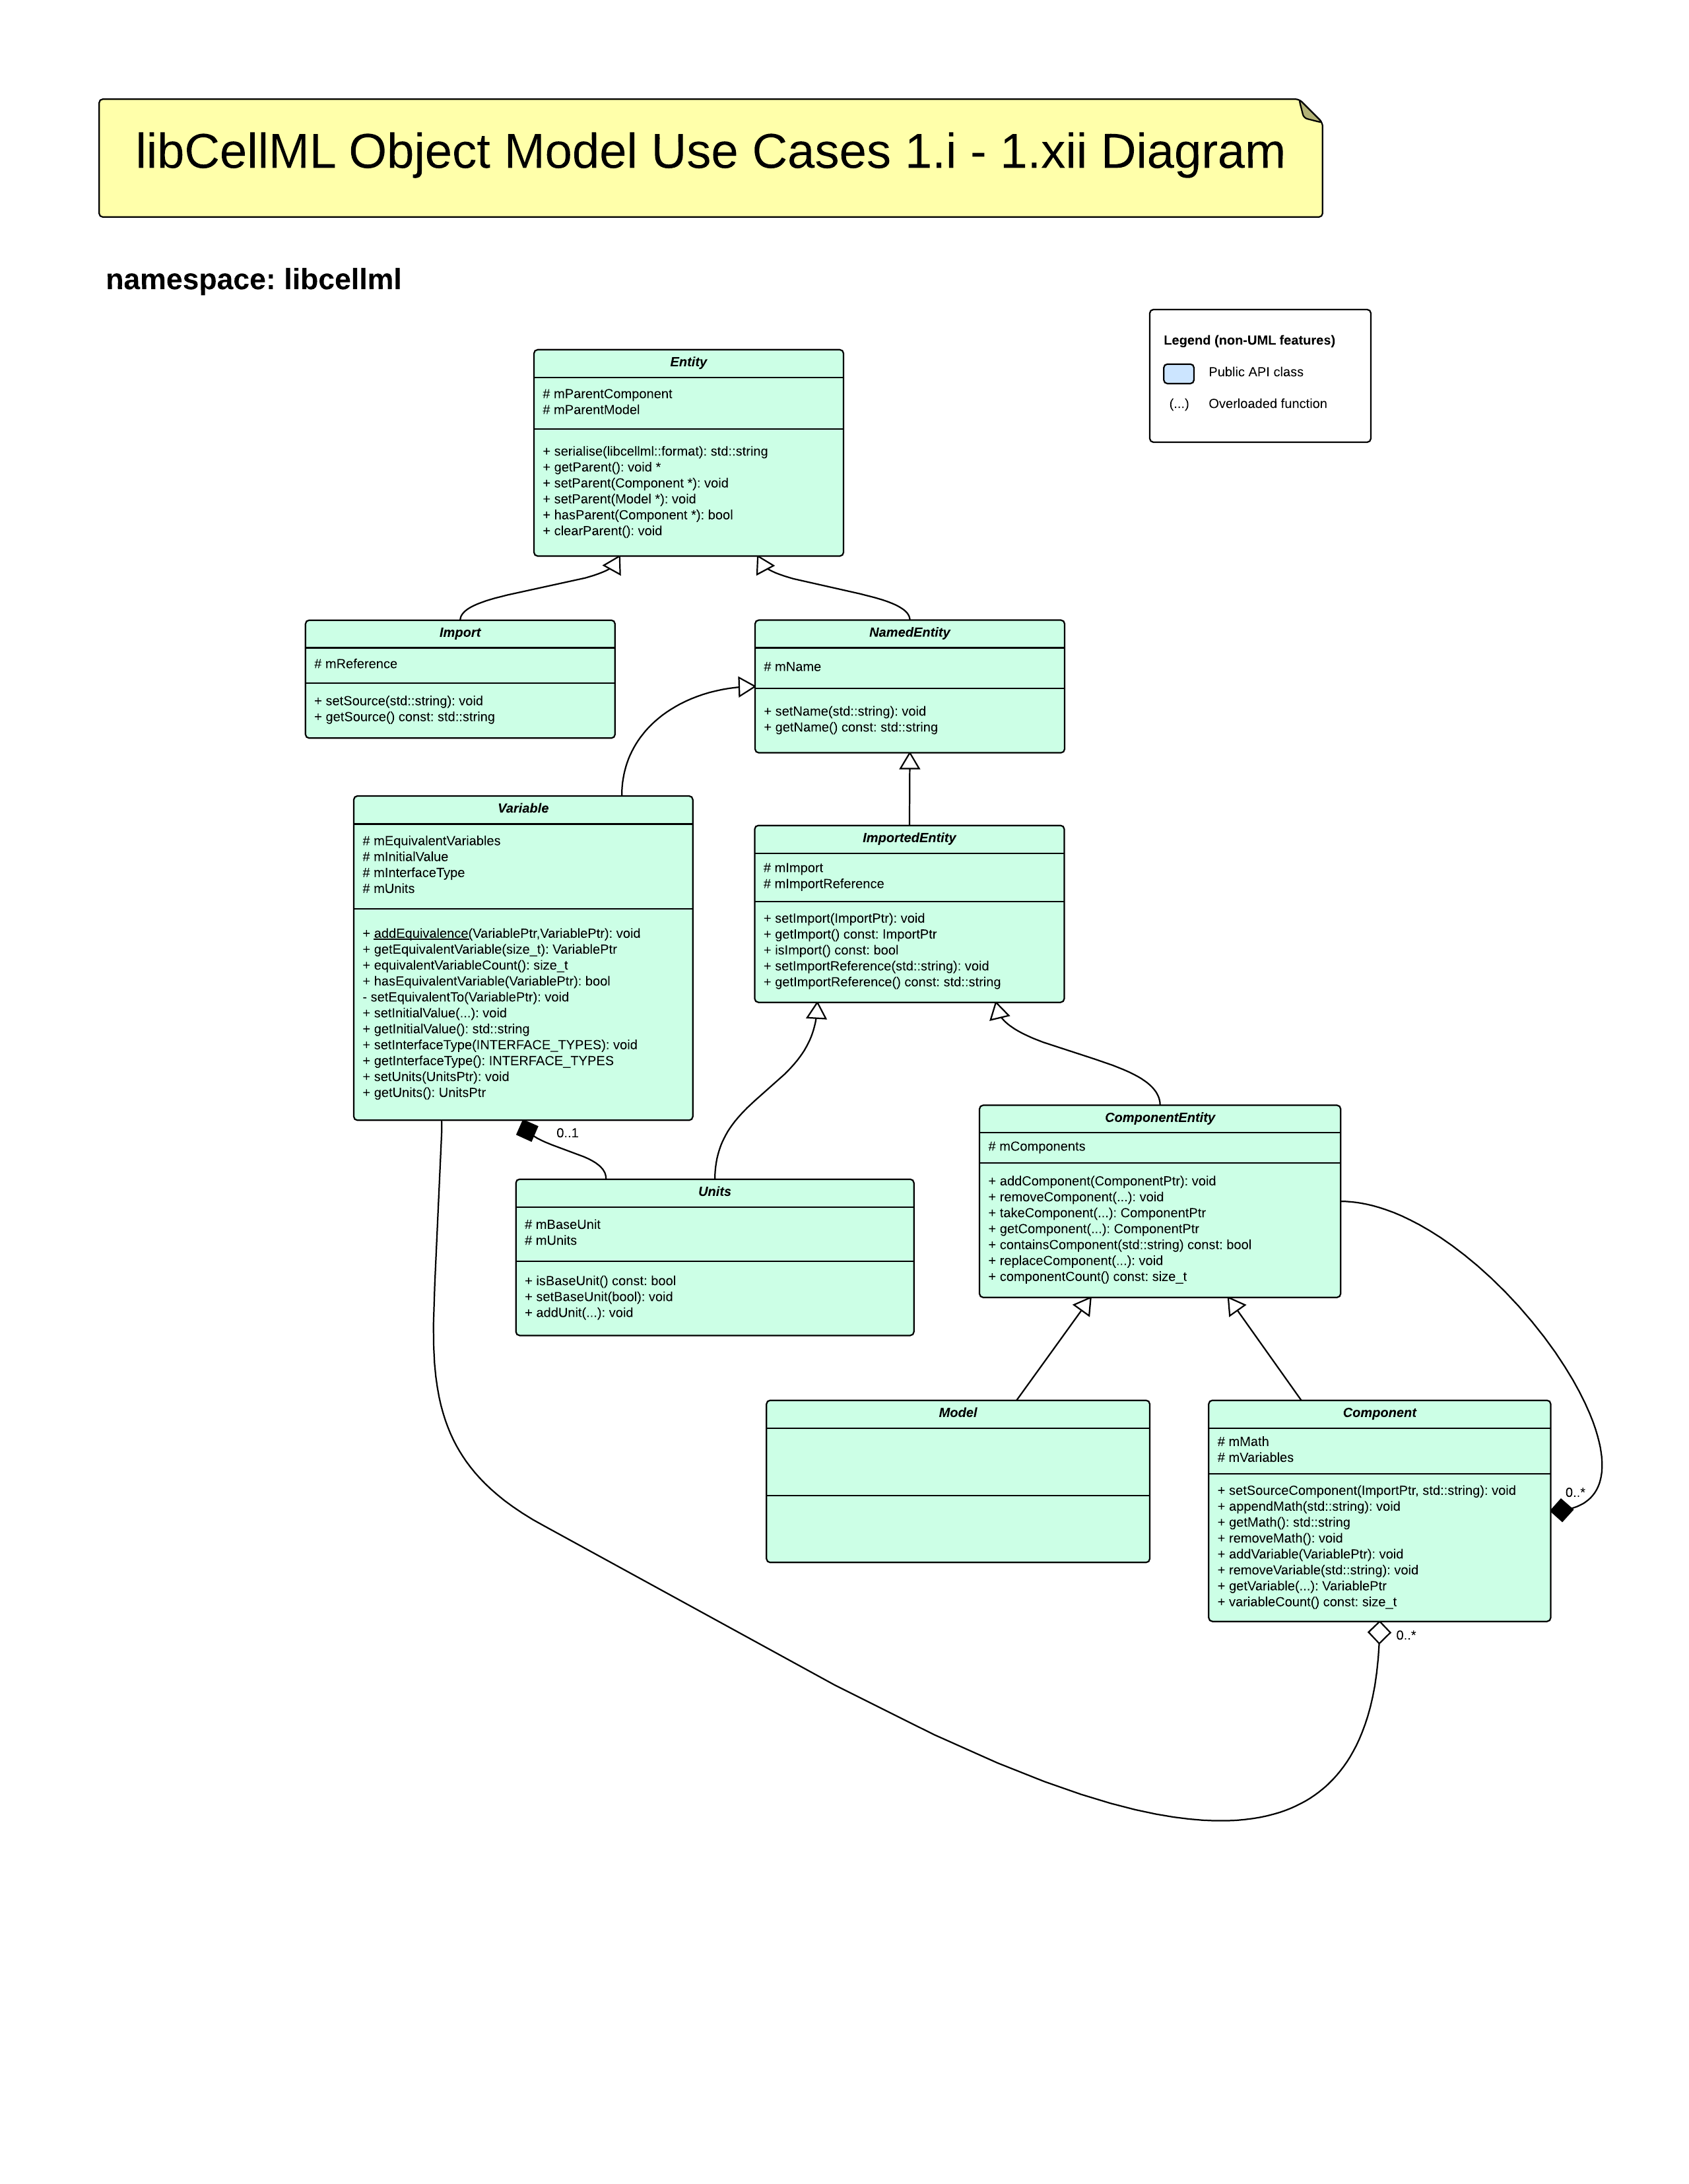 libCellML Object Model Use Cases 1.i - 1.xii Diagram
namespace: libcellml
Legend (non-UML features)
Public API class
(...) Overloaded function
Entity
# mParentComponent
# mParentModel
+ serialise(libcellml::format): std::string
+ getParent(): void *
+ setParent(Component *): void
+ setParent(Model *): void
+ hasParent(Component *): bool
+ clearParent(): void
Import
# mReference
+ setSource(std::string): void
+ getSource() const: std::string
NamedEntity
# mName
+ setName(std::string): void
+ getName() const: std::string
Variable
# mEquivalentVariables
# mInitialValue
# mInterfaceType
# mUnits
+ addEquivalence(VariablePtr,VariablePtr): void
+ getEquivalentVariable(size_t): VariablePtr
+ equivalentVariableCount(): size_t
+ hasEquivalentVariable(VariablePtr): bool
- setEquivalentTo(VariablePtr): void
+ setInitialValue(...): void
+ getInitialValue(): std::string
+ setInterfaceType(INTERFACE_TYPES): void
+ getInterfaceType(): INTERFACE_TYPES
+ setUnits(UnitsPtr): void
+ getUnits(): UnitsPtr
0..1
ImportedEntity
# mImport
# mImportReference
+ setImport(ImportPtr): void
+ getImport() const: ImportPtr
+ isImport() const: bool
+ setImportReference(std::string): void
+ getImportReference() const: std::string
Units
# mBaseUnit
# mUnits
+ isBaseUnit() const: bool
+ setBaseUnit(bool): void
+ addUnit(...): void
ComponentEntity
# mComponents
+ addComponent(ComponentPtr): void
+ removeComponent(...): void
+ takeComponent(...): ComponentPtr
+ getComponent(...): ComponentPtr
+ containsComponent(std::string) const: bool
+ replaceComponent(...): void
+ componentCount() const: size_t
Model
Component
# mMath
# mVariables
+ setSourceComponent(ImportPtr, std::string): void
+ appendMath(std::string): void
+ getMath(): std::string
+ removeMath(): void
+ addVariable(VariablePtr): void
+ removeVariable(std::string): void
+ getVariable(...): VariablePtr
+ variableCount() const: size_t
0..*
0..*